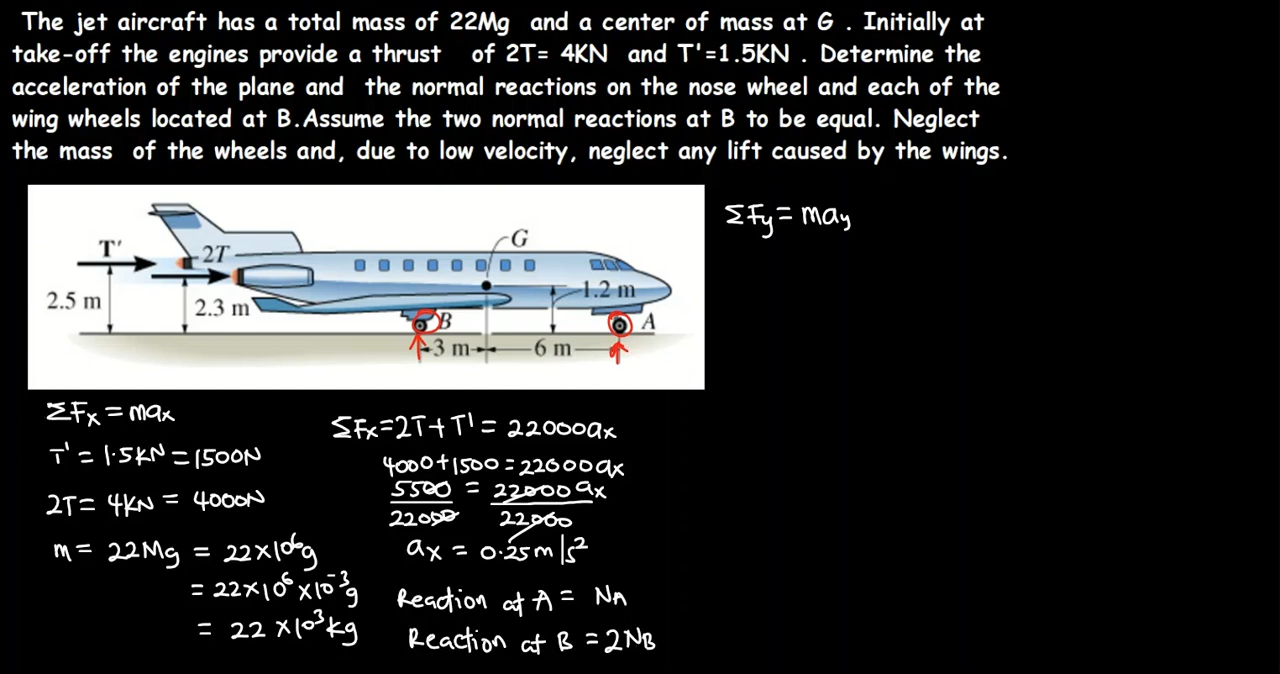 The jet aircraft has a total mass of 22Mg and a center of mass at G . Initially at
take-off the engines provide a thrust of 2T= 4KN and T'=1.5KN . Determine the
acceleration of the plane and the normal reactions on the nose wheel and each of the
wing wheels located at B.Assume the two normal reactions at B to be equal. Neglect
the mass of the wheels and, due to low velocity, neglect any lift caused by the wings.
ΣFy = may
T'
2T
G
2.5 m
2.3 m
1.2 m
B
A
3 m
6 m
ΣFx = max
T' = 1.5KN = 1500N
2T = 4KN = 4000N
m = 22Mg = 22×10⁶g
= 22×10⁶×10⁻³g
= 22×10³kg
ΣFx=2T+T' = 22000ax
4000+1500=22000ax
5500 = 22000ax
22000 22000
ax = 0.25m/s²
Reaction at A = NA
Reaction at B = 2NB